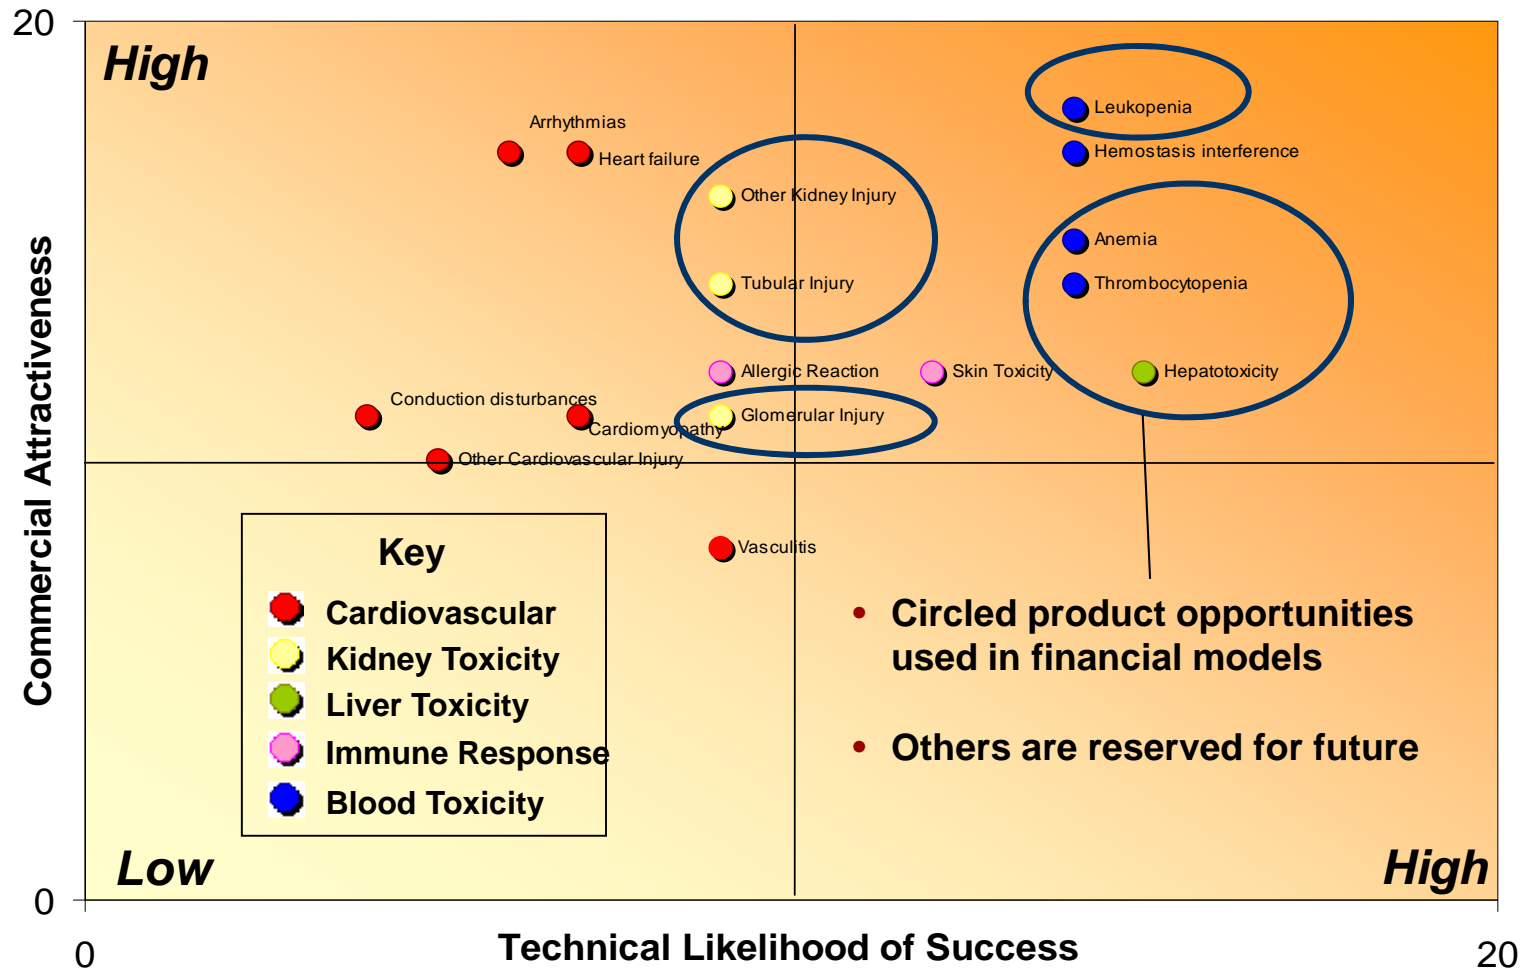 20
High
Leukopenia
Arrhythmias
Heart failure
Hemostasis interference
Other Kidney Injury
Anemia
Tubular Injury
Thrombocytopenia
Allergic Reaction
Skin Toxicity
Hepatotoxicity
Conduction disturbances
Glomerular Injury
Cardiomyopathy
Other Cardiovascular Injury
Vasculitis
Commercial Attractiveness
Key
Cardiovascular
Kidney Toxicity
Liver Toxicity
Immune Response
Blood Toxicity
• Circled product opportunities
used in financial models
• Others are reserved for future
Low
High
0
0
Technical Likelihood of Success
20